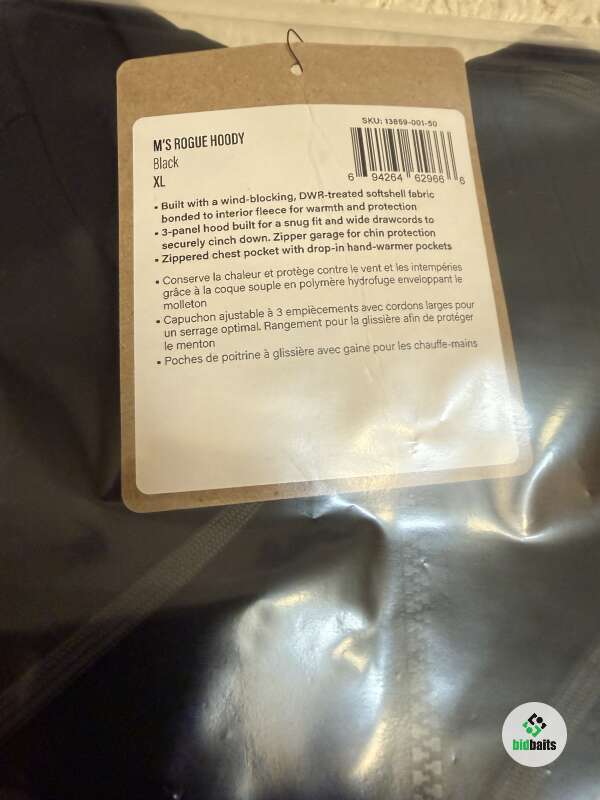 M'S ROGUE HOODY
Black
XL
SKU: 13859-001-50
6 94264 62966 6
▪ Built with a wind-blocking, DWR-treated softshell fabric
bonded to interior fleece for warmth and protection
▪ 3-panel hood built for a snug fit and wide drawcords to
securely cinch down. Zipper garage for chin protection
▪ Zippered chest pocket with drop-in hand-warmer pockets
▪ Conserve la chaleur et protège contre le vent et les intempéries
grâce à la coque souple en polymère hydrofuge enveloppant le
molleton
▪ Capuchon ajustable à 3 empiècements avec cordons larges pour
un serrage optimal. Rangement pour la glissière afin de protéger
le menton
▪ Poches de poitrine à glissière avec gaine pour les chauffe-mains
bidbaits